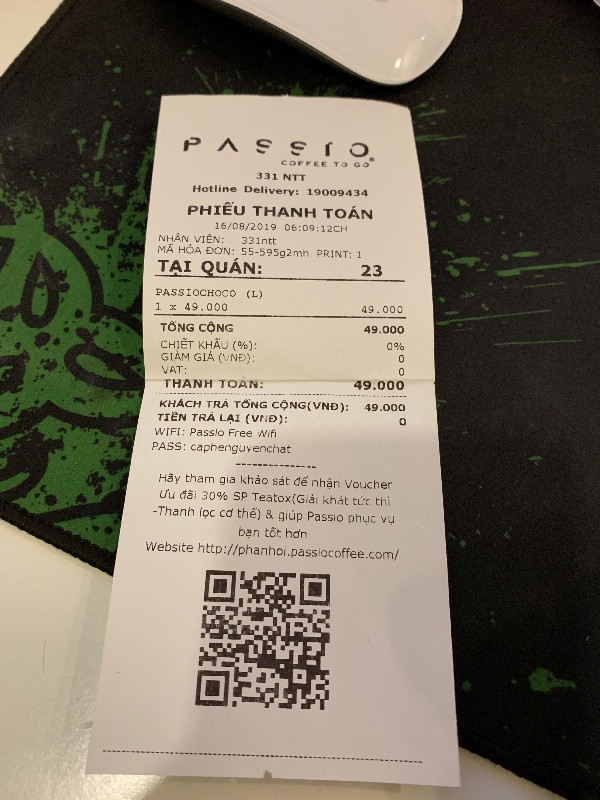 PASSIO
COFFEE TO GO®
331 NTT
Hotline Delivery: 19009434
PHIẾU THANH TOÁN
16/08/2019 06:09:12CH
NHÂN VIÊN: 331ntt
MÃ HÓA ĐƠN: 55-595g2mh PRINT: 1
TẠI QUÁN: 23
PASSIOCHOCO (L)
1 x 49.000 49.000
TỔNG CỘNG 49.000
CHIẾT KHẤU (%): 0%
GIẢM GIÁ (VNĐ): 0
VAT: 0
THANH TOÁN: 49.000
KHÁCH TRẢ TỔNG CỘNG(VNĐ): 49.000
TIỀN TRẢ LẠI (VNĐ): 0
WIFI: Passio Free Wifi
PASS: caphenguyenchat
---------------
Hãy tham gia khảo sát để nhận Voucher
Ưu đãi 30% SP Teatox(Giải khát tức thì
-Thanh lọc cơ thể) & giúp Passio phục vụ
bạn tốt hơn
Website http://phanhoi.passiocoffee.com/